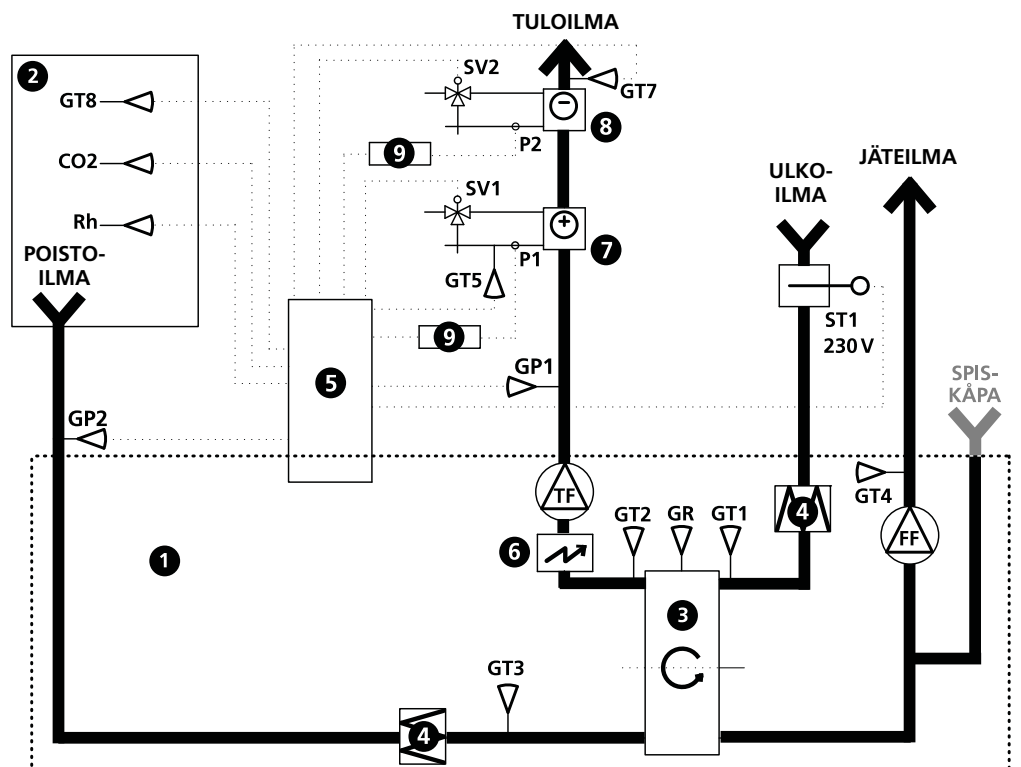 TULOILMA
2
SV2
GT8
GT7
8
CO2
9
P2
JÄTEILMA
ULKO-
ILMA
SV1
Rh
7
POISTO-
ILMA
P1
GT5
ST1
230 V
9
GP1
5
SPIS-
KÅPA
GP2
GT4
TF
4
GT2
GR
GT1
FF
6
1
3
GT3
4